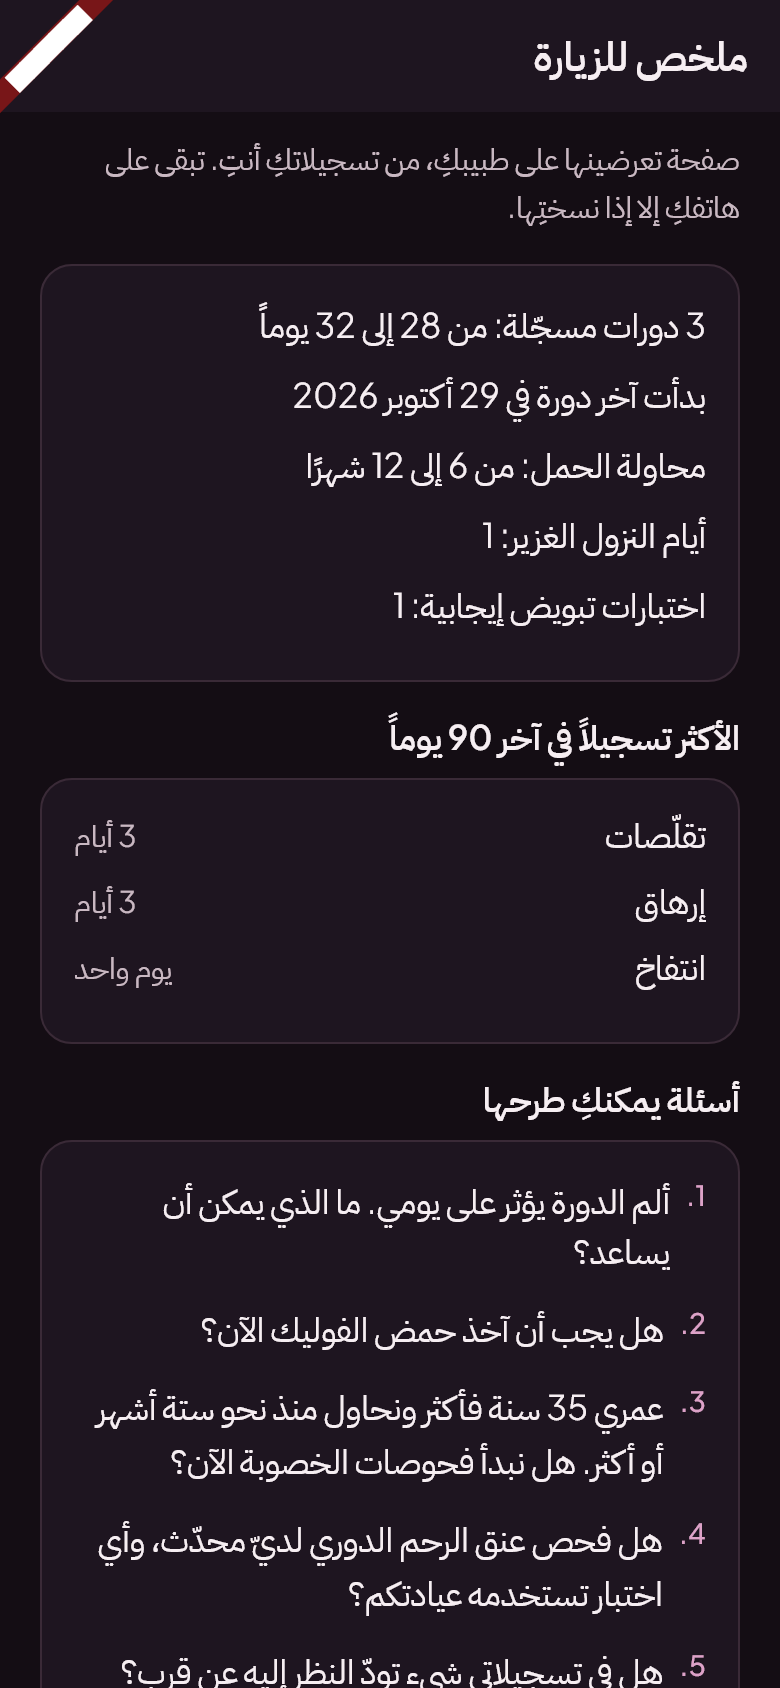 ملخص للزيارة
صفحة تعرضينها على طبيبكِ، من تسجيلاتكِ أنتِ. تبقى على
هاتفكِ إلا إذا نسختِها.
3 دورات مسجّلة: من 28 إلى 32 يوماً
بدأت آخر دورة في 29 أكتوبر 2026
محاولة الحمل: من 6 إلى 12 شهرًا
أيام النزول الغزير: 1
اختبارات تبويض إيجابية: 1
الأكثر تسجيلاً في آخر 90 يوماً
تقلّصات 3 أيام
إرهاق 3 أيام
انتفاخ يوم واحد
أسئلة يمكنكِ طرحها
1. ألم الدورة يؤثر على يومي. ما الذي يمكن أن
يساعد؟
2. هل يجب أن آخذ حمض الفوليك الآن؟
3. عمري 35 سنة فأكثر ونحاول منذ نحو ستة أشهر
أو أكثر. هل نبدأ فحوصات الخصوبة الآن؟
4. هل فحص عنق الرحم الدوري لديّ محدّث، وأي
اختبار تستخدمه عيادتكم؟
5. هل في تسجيلاتي شيء تودّ النظر إليه عن قرب؟